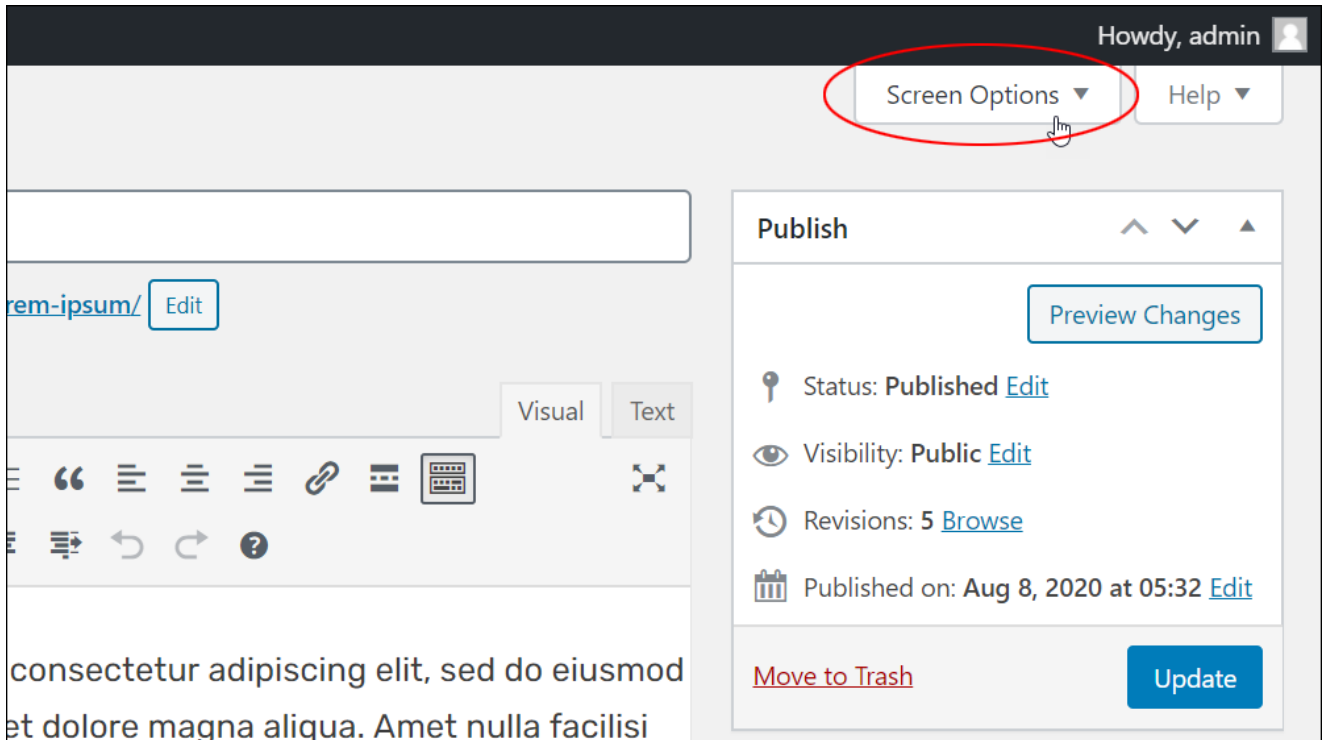 Howdy, admin
Screen Options
Help
Publish
rem-ipsum/ Edit
Preview Changes
Visual Text
Status: Published Edit
Visibility: Public Edit
Revisions: 5 Browse
Published on: Aug 8, 2020 at 05:32 Edit
consectetur adipiscing elit, sed do eiusmod
et dolore magna aliqua. Amet nulla facilisi
Move to Trash
Update